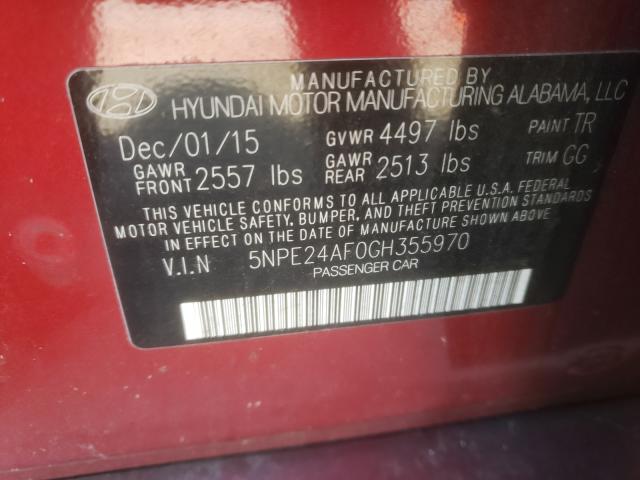 MANUFACTURED BY
HYUNDAI MOTOR MANUFACTURING ALABAMA, LLC
Dec/01/15 GVWR 4497 lbs PAINT TR
GAWR FRONT 2557 lbs GAWR REAR 2513 lbs TRIM GG
THIS VEHICLE CONFORMS TO ALL APPLICABLE U.S.A. FEDERAL
MOTOR VEHICLE SAFETY, BUMPER, AND THEFT PREVENTION STANDARDS
IN EFFECT ON THE DATE OF MANUFACTURE SHOWN ABOVE
V.I.N 5NPE24AF0GH355970
PASSENGER CAR